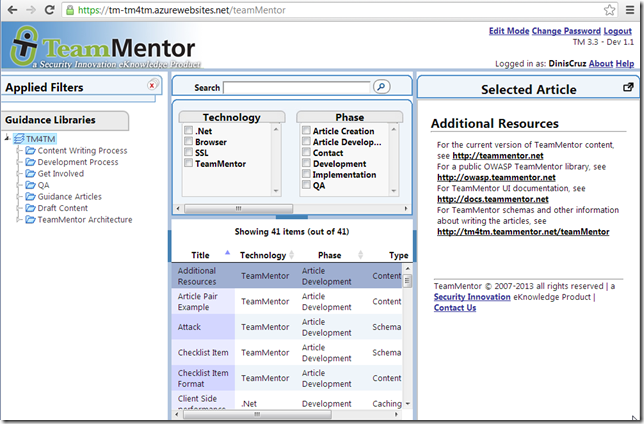 https://tm-tm4tm.azurewebsites.net/teamMentor
TeamMentor
a Security Innovation eKnowledge Product
Edit Mode Change Password Logout
TM 3.3 - Dev 1.1
Logged in as: DinisCruz About Help
Applied Filters
Guidance Libraries
TM4TM
Content Writing Process
Development Process
Get Involved
QA
Guidance Articles
Draft Content
TeamMentor Architecture
Search
Technology
.Net
Browser
SSL
TeamMentor
Phase
Article Creation
Article Develop...
Contact
Development
Implementation
QA
Showing 41 items (out of 41)
Title Technology Phase Type
Additional Resources TeamMentor Article Development Content
Article Pair Example TeamMentor Article Development Content
Attack TeamMentor Article Development Schema
Checklist Item TeamMentor Article Development Schema
Checklist Item Format TeamMentor Article Development Content
Client Side performance .Net Article Development Caching
Selected Article
Additional Resources
For the current version of TeamMentor content,
see http://teammentor.net
For a public OWASP TeamMentor library, see
http://owasp.teammentor.net
For TeamMentor UI documentation, see
http://docs.teammentor.net
For TeamMentor schemas and other information
about writing the articles, see
http://tm4tm.teammentor.net/teamMentor
TeamMentor © 2007-2013 all rights reserved | a
Security Innovation eKnowledge Product |
Contact Us